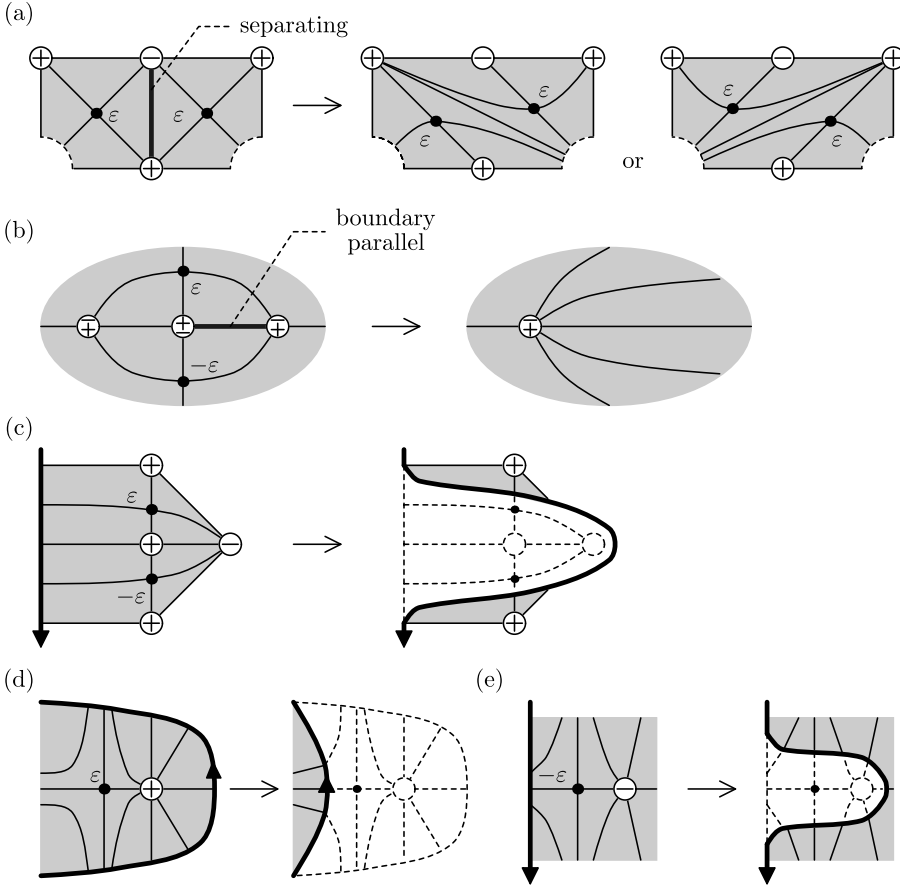 (a)
separating
+ − +
ε ε
+
ε
ε
or
ε
ε
(b)
boundary
parallel
ε
−ε
(c)
ε
−ε
(d)
(e)
ε
−ε